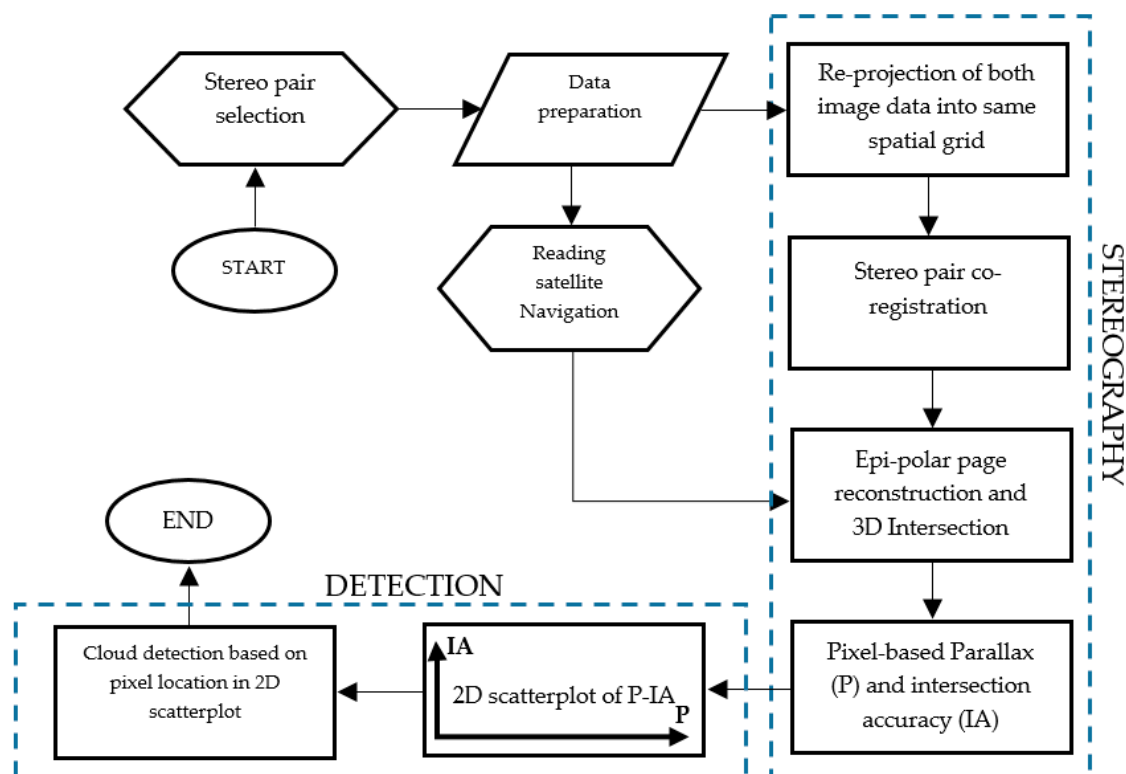 Stereo pair
selection
Data
preparation
Re-projection of both
image data into same
spatial grid
START
Reading
satellite
Navigation
Stereo pair co-
registration
STEREOGRAPHY
Epi-polar page
reconstruction and
3D Intersection
END
DETECTION
Cloud detection based on
pixel location in 2D
scatterplot
IA
2D scatterplot of P-IA
P
Pixel-based Parallax
(P) and intersection
accuracy (IA)